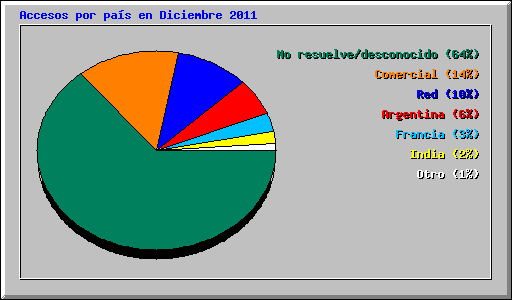 Accesos por país en Diciembre 2011
No resuelve/desconocido (64%)
Comercial (14%)
Red (10%)
Argentina (6%)
Francia (3%)
India (2%)
Otro (1%)